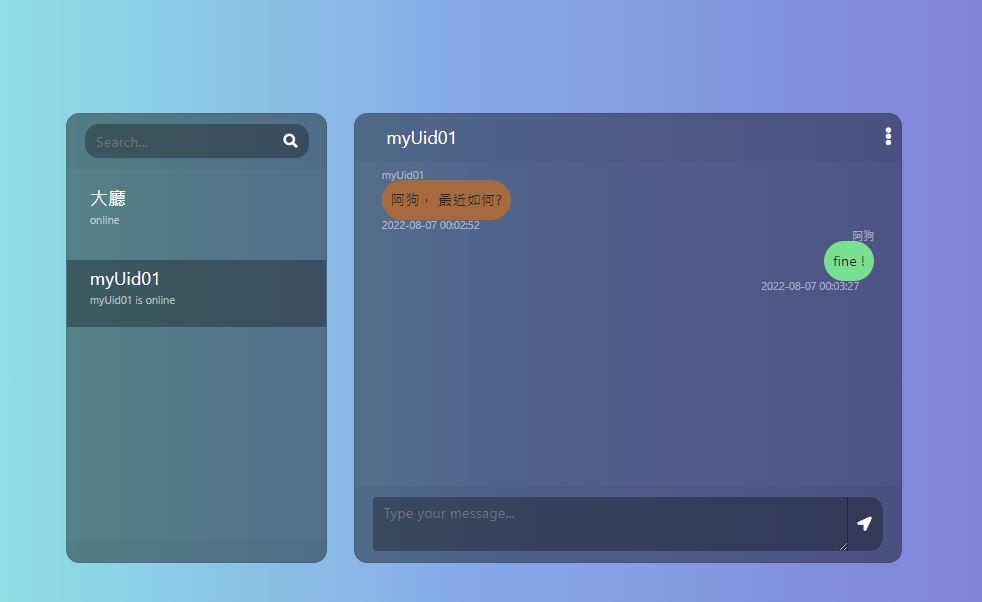 Search...
大廳
online
myUid01
myUid01 is online
myUid01
myUid01
阿狗， 最近如何?
2022-08-07 00:02:52
阿狗
fine !
2022-08-07 00:03:27
Type your message...